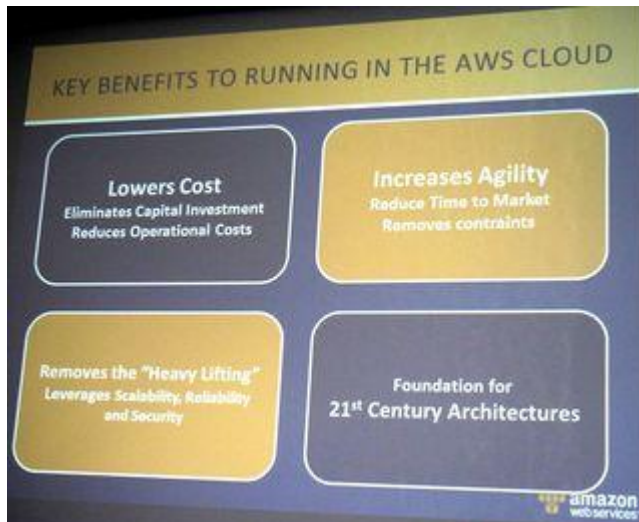 KEY BENEFITS TO RUNNING IN THE AWS CLOUD
Lowers Cost
Eliminates Capital Investment
Reduces Operational Costs
Increases Agility
Reduce Time to Market
Removes contraints
Removes the "Heavy Lifting"
Leverages Scalability, Reliability
and Security
Foundation for
21st Century Architectures
amazon
webservices